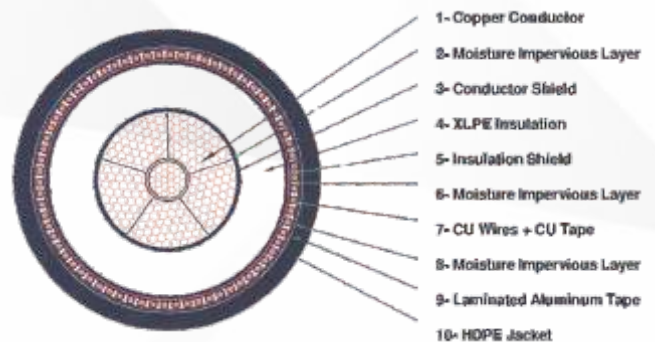 1- Copper Conductor
2- Moisture Impervious Layer
3- Conductor Shield
4- XLPE Insulation
5- Insulation Shield
6- Moisture Impervious Layer
7- CU Wires + CU Tape
8- Moisture Impervious Layer
9- Laminated Aluminum Tape
10- HDPE Jacket